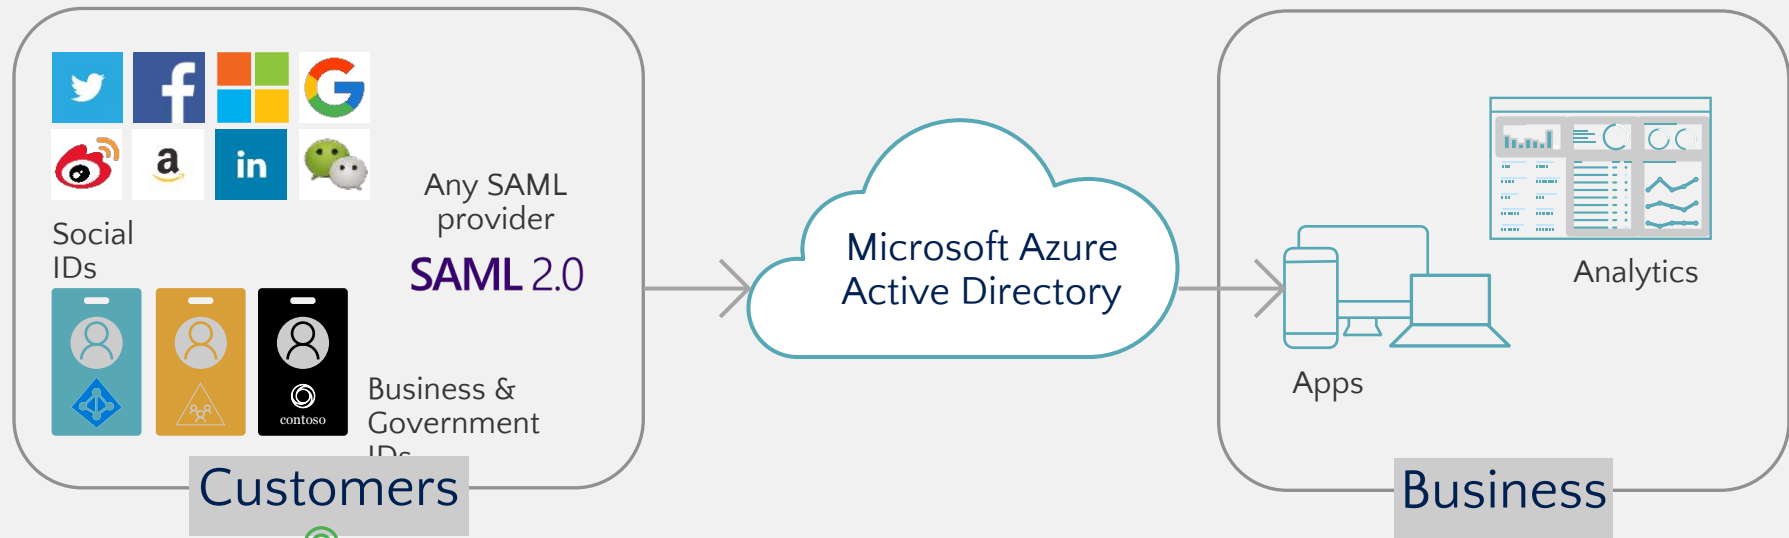 a
in
Any SAML
provider
SAML 2.0
Social
IDs
contoso
Business &
Government
IDs
Customers
Microsoft Azure
Active Directory
Analytics
Apps
Business